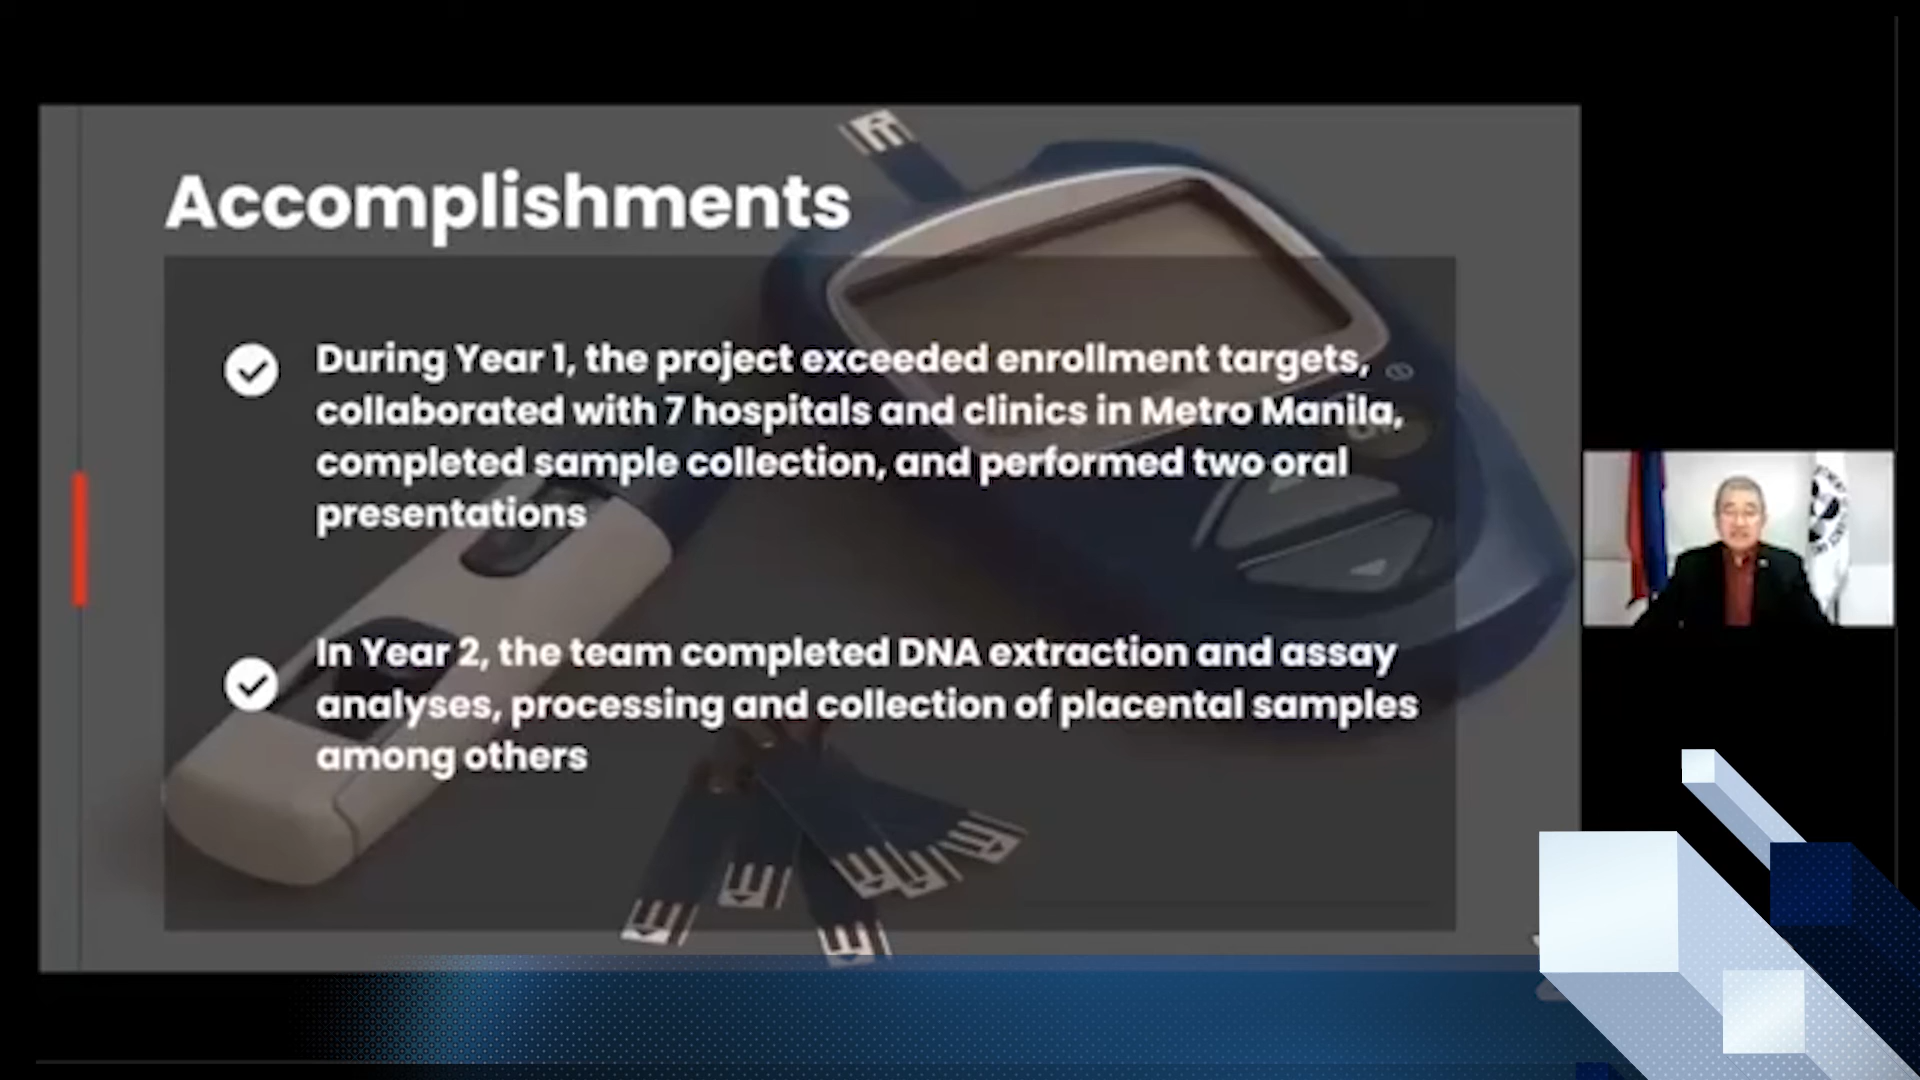 Accomplishments
During Year 1, the project exceeded enrollment targets,
collaborated with 7 hospitals and clinics in Metro Manila,
completed sample collection, and performed two oral
presentations
In Year 2, the team completed DNA extraction and assay
analyses, processing and collection of placental samples
among others